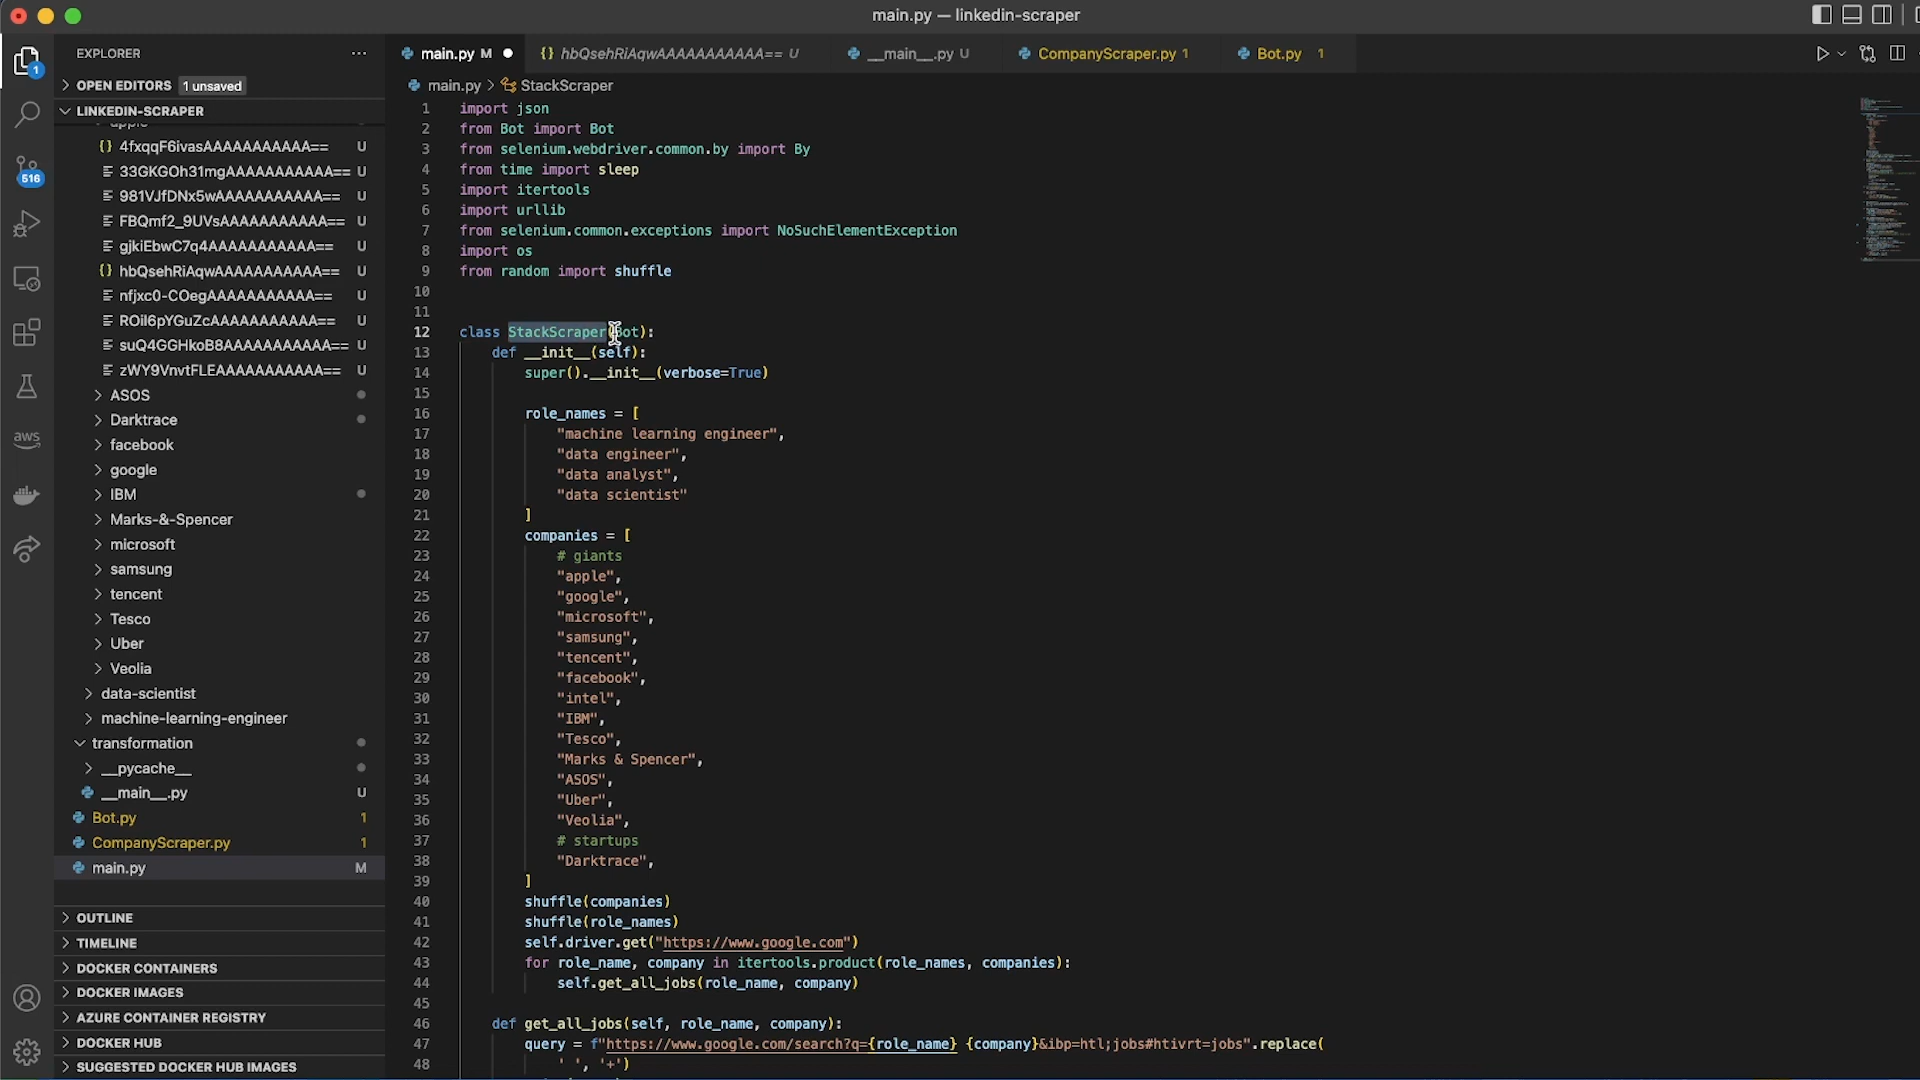 main.py — linkedin-scraper
EXPLORER
main.py M
hbQsehRiAqwAAAAAAAAAAA== U
__main__.py U
CompanyScraper.py 1
Bot.py 1
1
OPEN EDITORS 1 unsaved
main.py > StackScraper
LINKEDIN-SCRAPER
apple
4fxqqF6ivasAAAAAAAAAAA== U
33GKGOh31mgAAAAAAAAAAA== U
981VJfDNx5wAAAAAAAAAAA== U
FBQmf2_9UVsAAAAAAAAAAA== U
gjkiEbwC7q4AAAAAAAAAAA== U
hbQsehRiAqwAAAAAAAAAAA== U
nfjxc0-COegAAAAAAAAAAA== U
ROil6pYGuZcAAAAAAAAAAA== U
suQ4GGHkoB8AAAAAAAAAAA== U
zWY9VnvtFLEAAAAAAAAAAA== U
ASOS
Darktrace
facebook
google
IBM
Marks-&-Spencer
microsoft
samsung
tencent
Tesco
Uber
Veolia
data-scientist
machine-learning-engineer
transformation
__pycache__
__main__.py U
Bot.py 1
CompanyScraper.py 1
main.py M
OUTLINE
TIMELINE
DOCKER CONTAINERS
DOCKER IMAGES
AZURE CONTAINER REGISTRY
DOCKER HUB
SUGGESTED DOCKER HUB IMAGES
516
aws
1 import json
2 from Bot import Bot
3 from selenium.webdriver.common.by import By
4 from time import sleep
5 import itertools
6 import urllib
7 from selenium.common.exceptions import NoSuchElementException
8 import os
9 from random import shuffle
10
11
12 class StackScraper(Bot):
13 def __init__(self):
14 super().__init__(verbose=True)
15
16 role_names = [
17 "machine learning engineer",
18 "data engineer",
19 "data analyst",
20 "data scientist"
21 ]
22 companies = [
23 # giants
24 "apple",
25 "google",
26 "microsoft",
27 "samsung",
28 "tencent",
29 "facebook",
30 "intel",
31 "IBM",
32 "Tesco",
33 "Marks & Spencer",
34 "ASOS",
35 "Uber",
36 "Veolia",
37 # startups
38 "Darktrace",
39 ]
40 shuffle(companies)
41 shuffle(role_names)
42 self.driver.get("https://www.google.com")
43 for role_name, company in itertools.product(role_names, companies):
44 self.get_all_jobs(role_name, company)
45
46 def get_all_jobs(self, role_name, company):
47 query = f"https://www.google.com/search?q={role_name} {company}&ibp=htl;jobs#htivrt=jobs".replace(
48 ' ', '+')